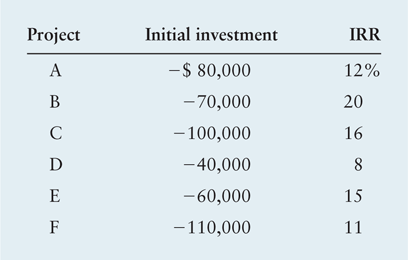 Project Initial investment IRR
A −$ 80,000 12%
B −70,000 20
C −100,000 16
D −40,000 8
E −60,000 15
F −110,000 11